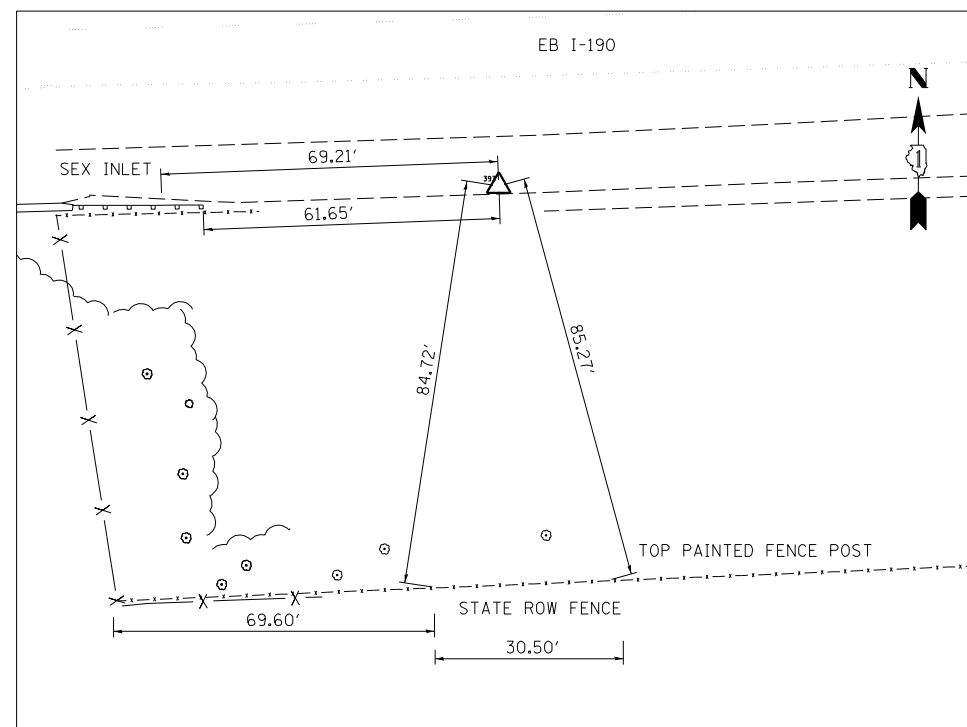 EB I-190
N
SEX INLET
69.21'
1
61.65'
84.72'
85.27'
TOP PAINTED FENCE POST
STATE ROW FENCE
69.60'
30.50'